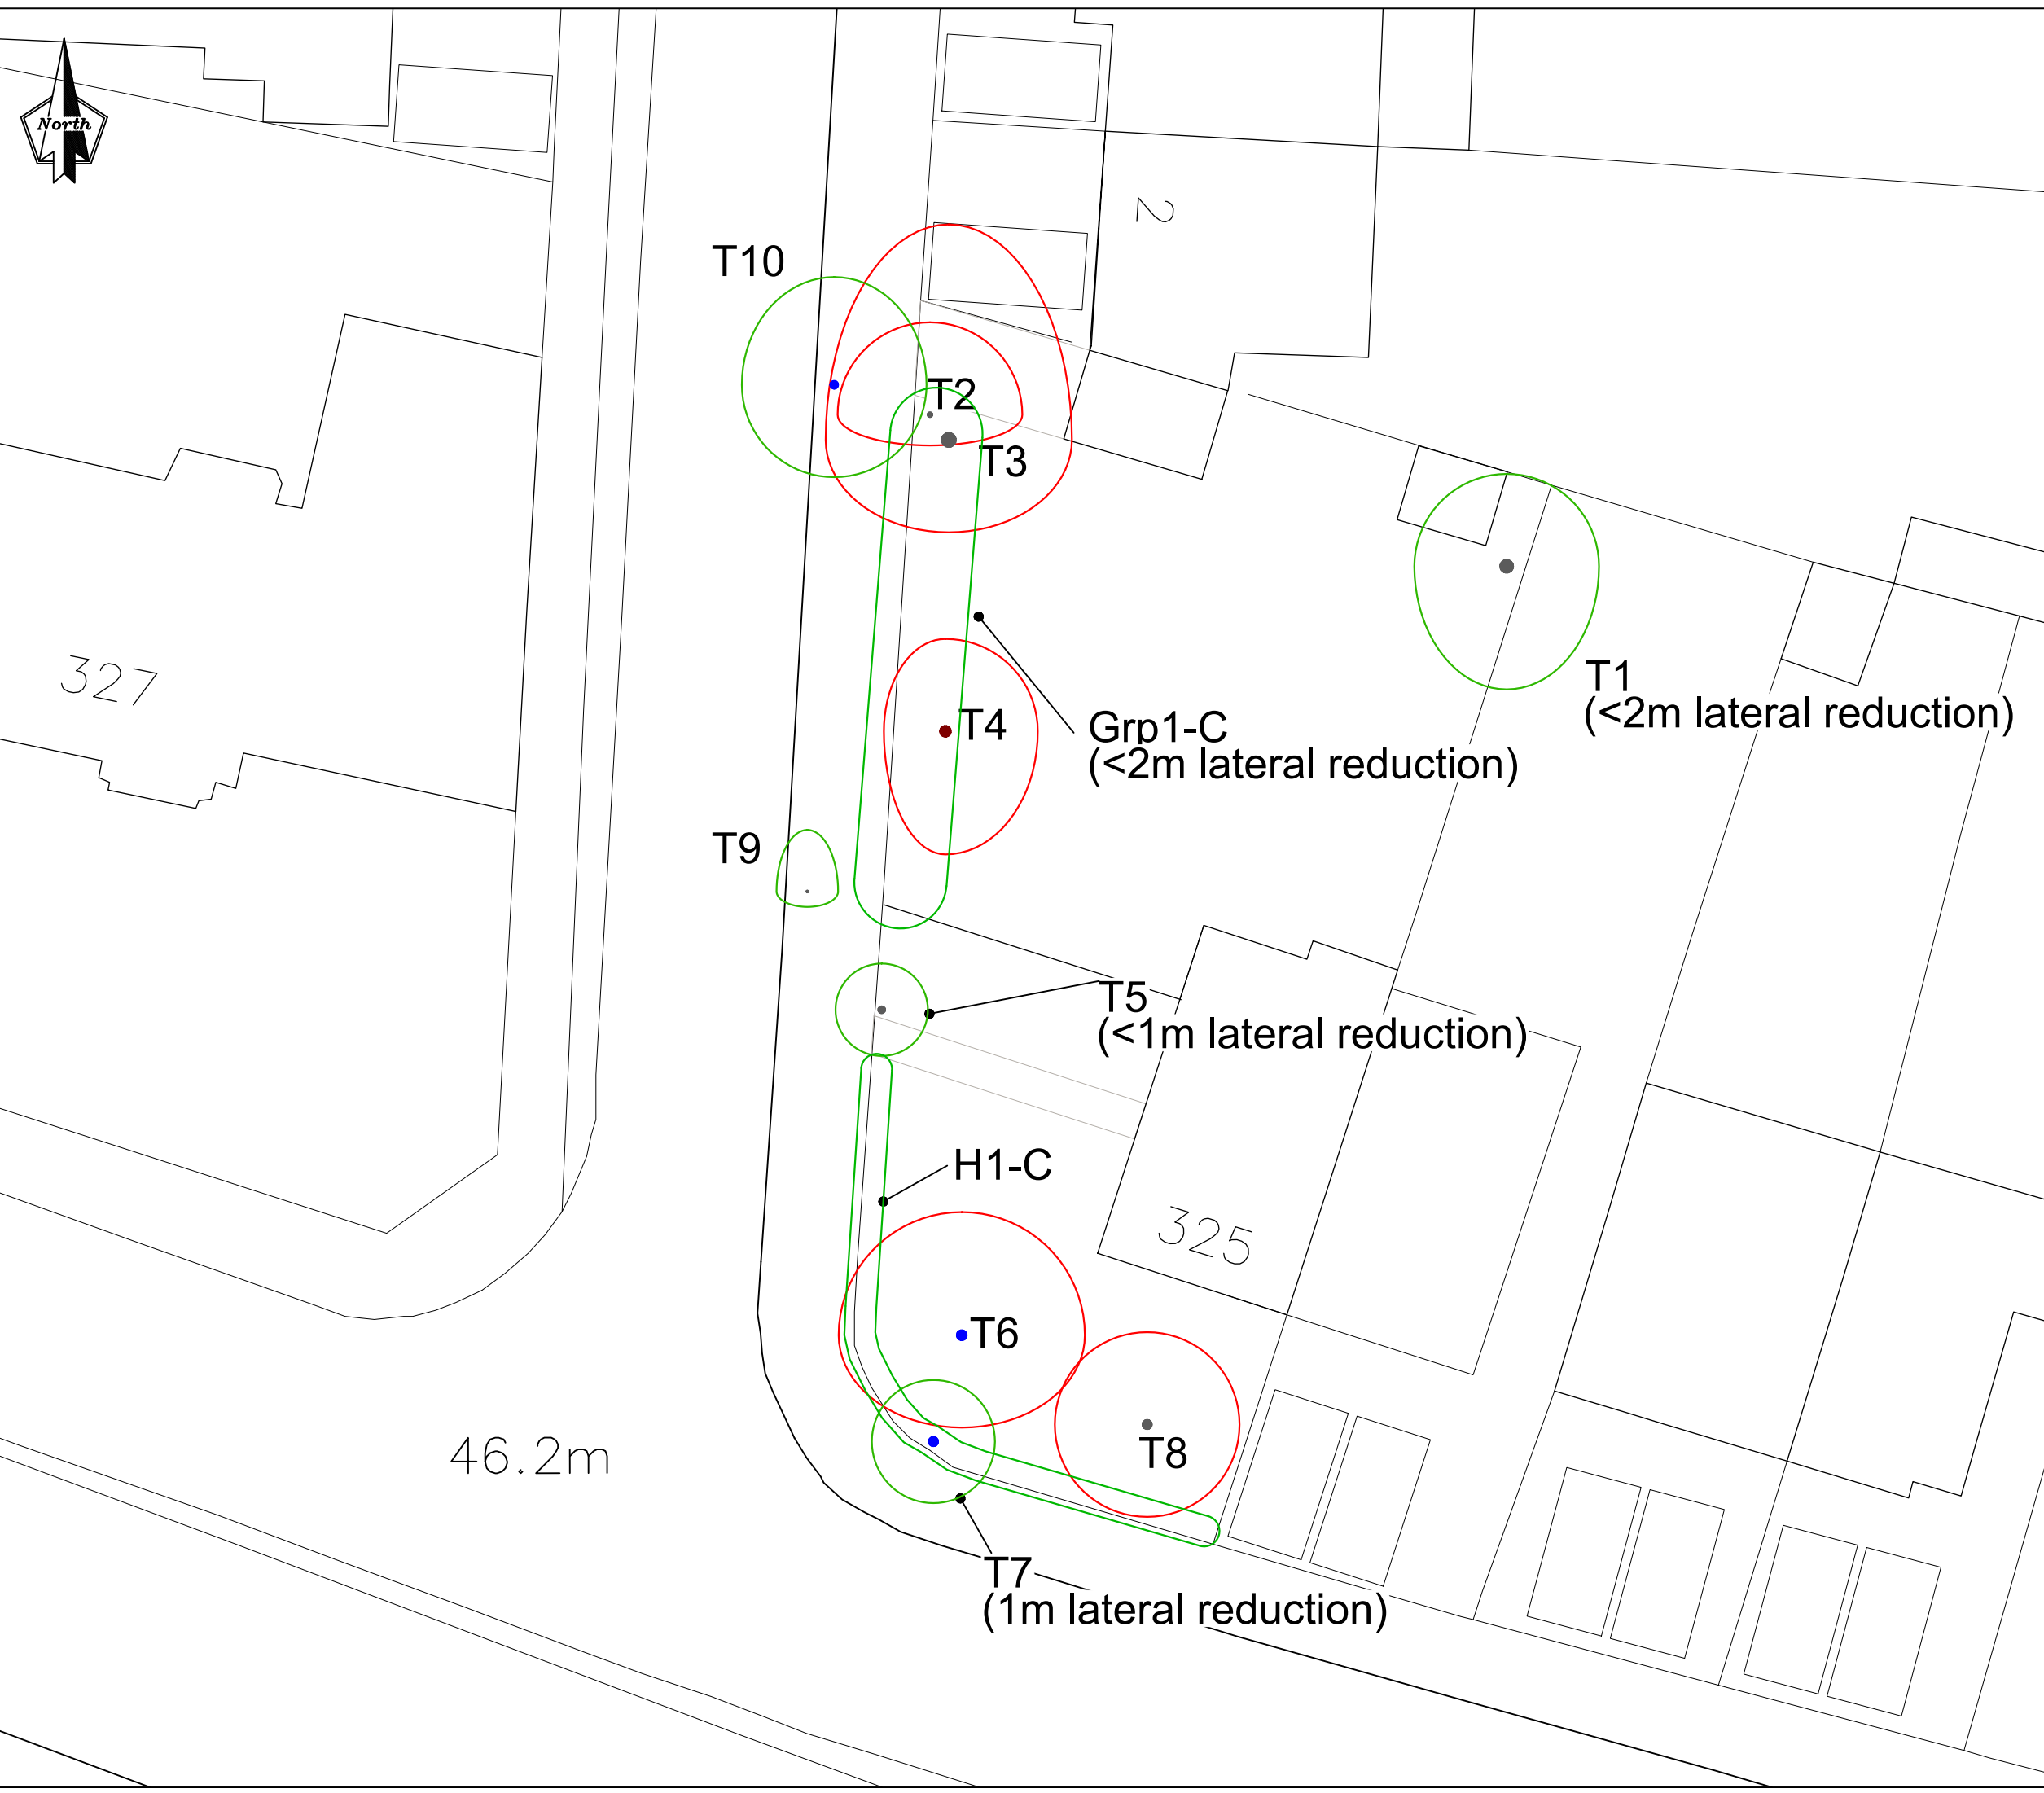 North
2
T10
T2
T3
327
T1
(<2m lateral reduction)
T4
Grp1-C
(<2m lateral reduction)
T9
T5
(<1m lateral reduction)
H1-C
325
T6
T8
46.2m
T7
(1m lateral reduction)